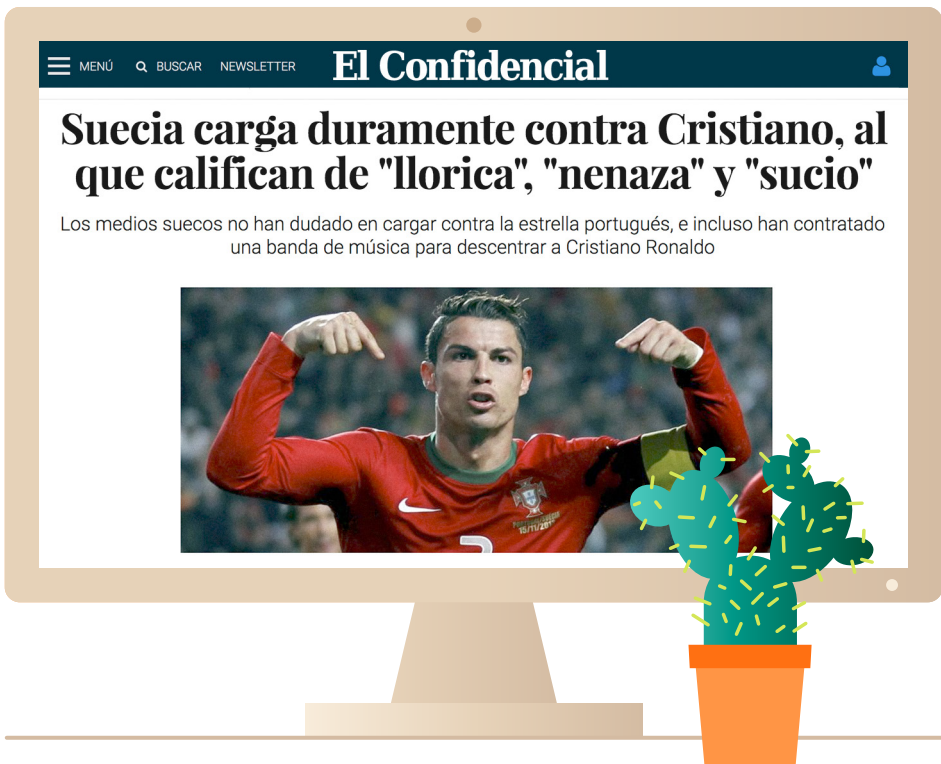 MENÚ BUSCAR NEWSLETTER El Confidencial
Suecia carga duramente contra Cristiano, al
que califican de "llorica", "nenaza" y "sucio"
Los medios suecos no han dudado en cargar contra la estrella portugués, e incluso han contratado
una banda de música para descentrar a Cristiano Ronaldo